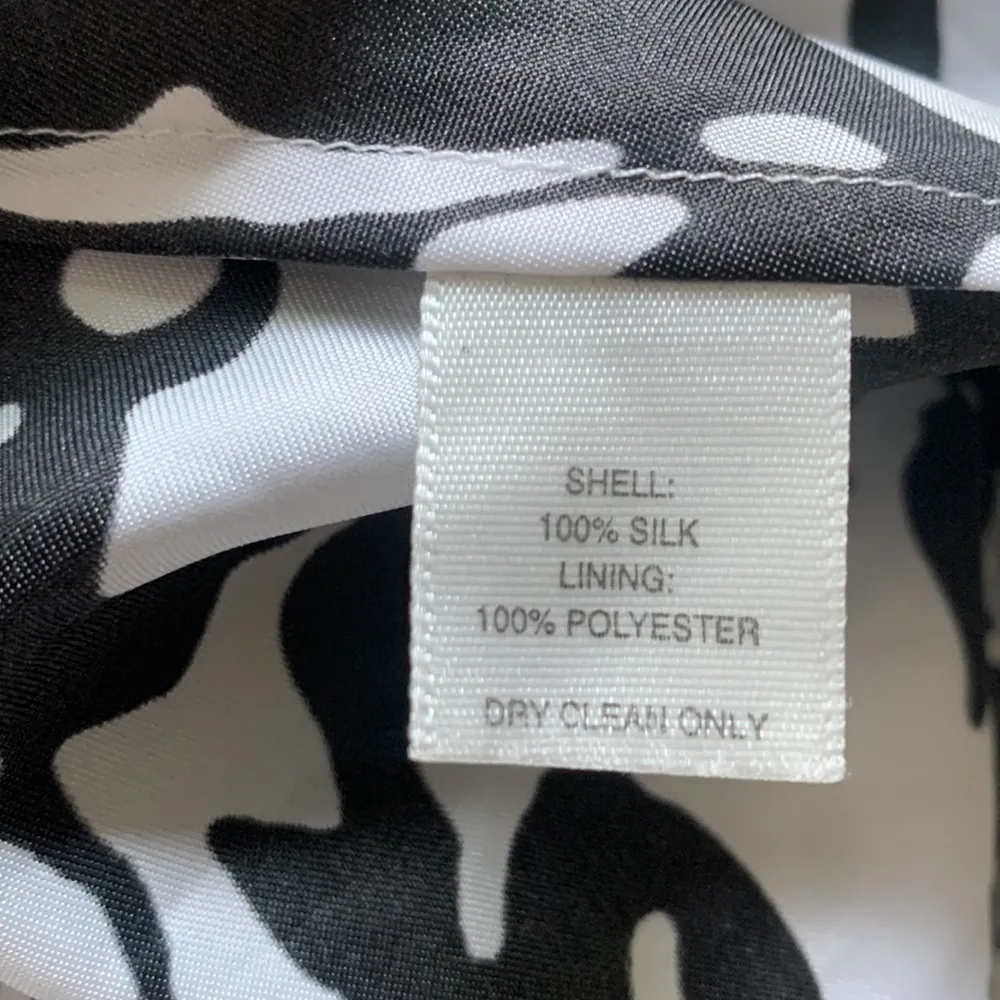 SHELL:
100% SILK
LINING:
100% POLYESTER
DRY CLEAN ONLY